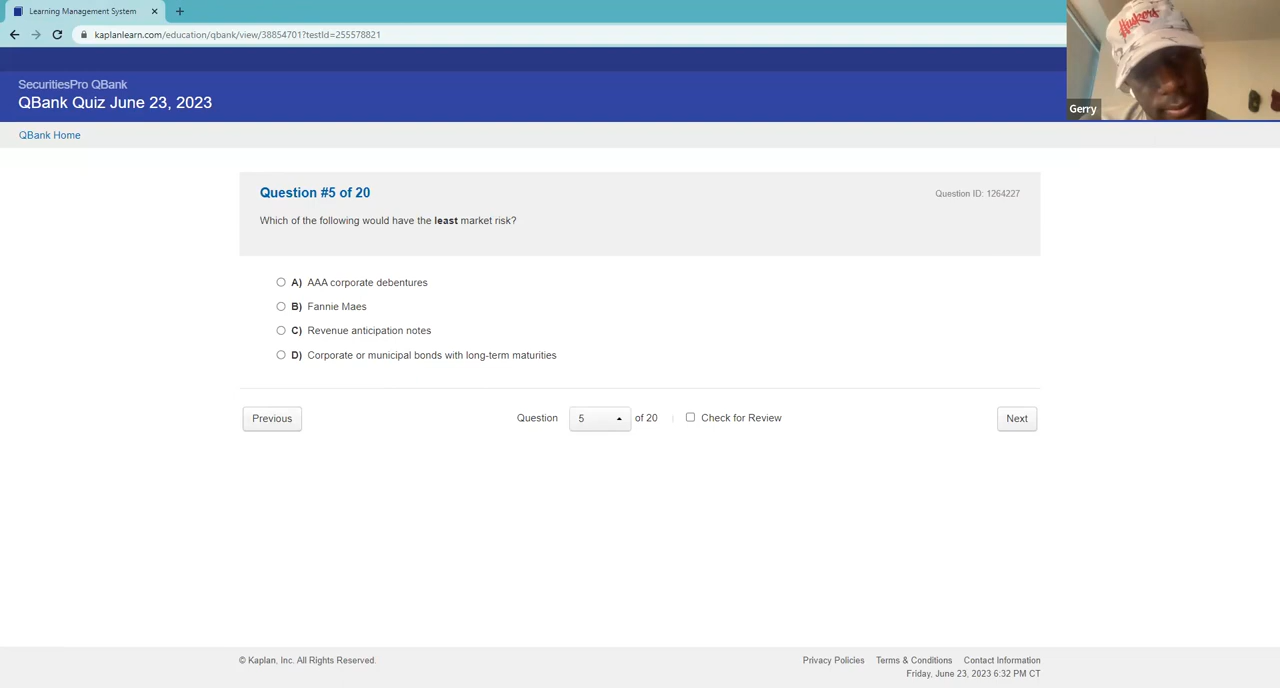 Learning Management System
kaplanlearn.com/education/qbank/view/38854701?testId=255578821
Huskers
Gerry
SecuritiesPro QBank
QBank Quiz June 23, 2023
QBank Home
Question #5 of 20
Question ID: 1264227
Which of the following would have the least market risk?
A) AAA corporate debentures
B) Fannie Maes
C) Revenue anticipation notes
D) Corporate or municipal bonds with long-term maturities
Previous
Question 5 of 20
Check for Review
Next
© Kaplan, Inc. All Rights Reserved.
Privacy Policies Terms & Conditions Contact Information
Friday, June 23, 2023 6:32 PM CT